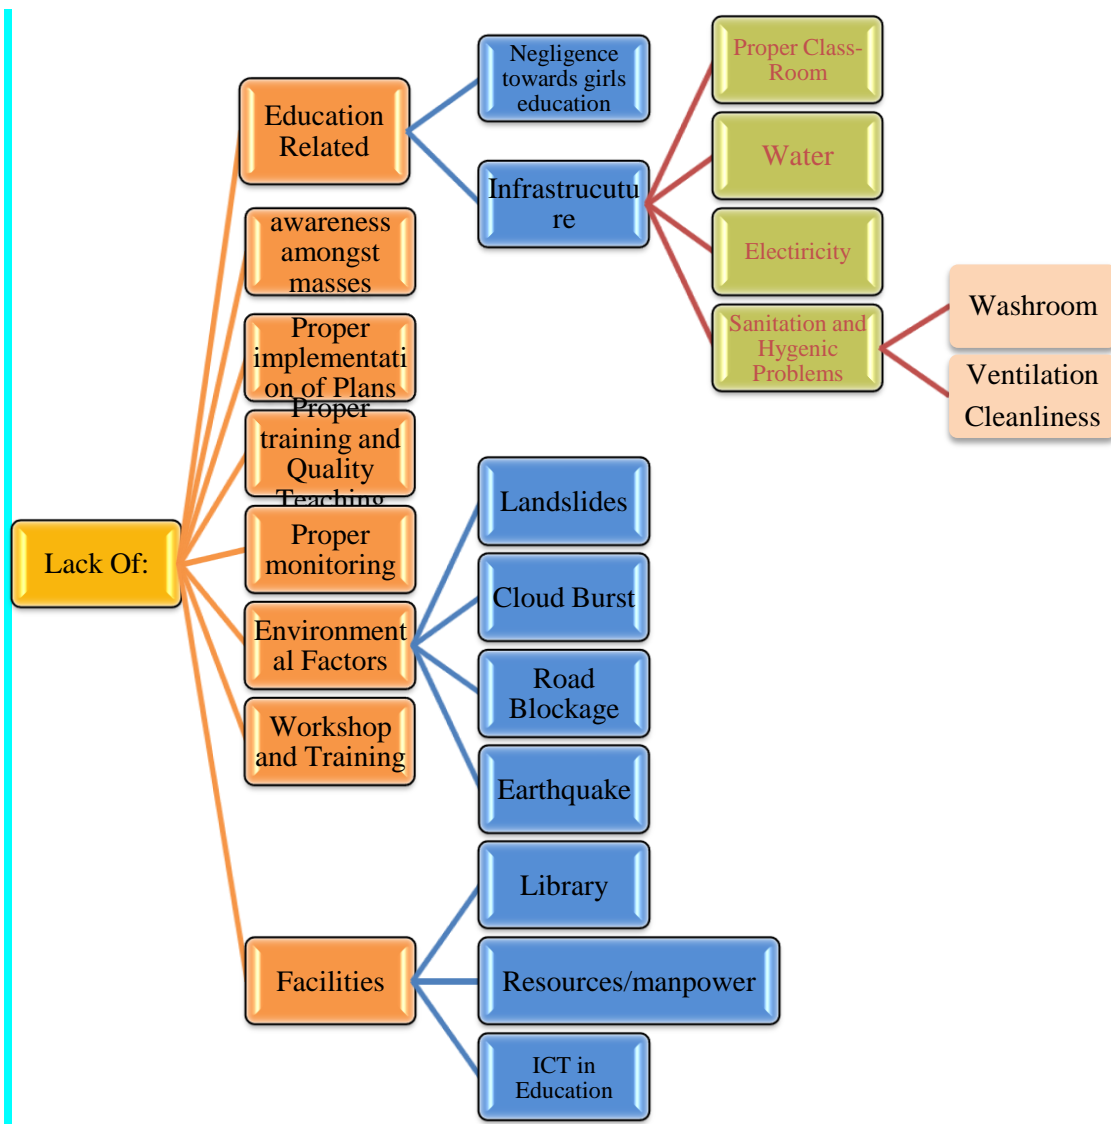 Lack Of:
Education
Related
awareness
amongst
masses
Proper
implementati
on of Plans
Proper
training and
Quality
Teaching
Proper
monitoring
Environment
al Factors
Workshop
and Training
Facilities
Negligence
towards girls
education
Infrastrucutu
re
Landslides
Cloud Burst
Road
Blockage
Earthquake
Library
Resources/manpower
ICT in
Education
Proper Class-
Room
Water
Electiricity
Sanitation and
Hygenic
Problems
Washroom
Ventilation
Cleanliness